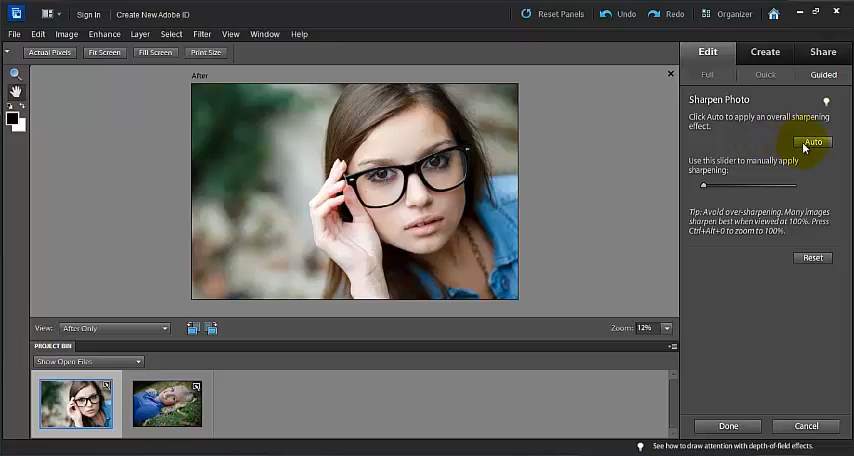 Sign In Create New Adobe ID Reset Panels Undo Redo Organizer
File Edit Image Enhance Layer Select Filter View Window Help
Actual Pixels Fit Screen Fill Screen Print Size
Edit Create Share
Full Quick Guided
After
Sharpen Photo
Click Auto to apply an overall sharpening
effect.
Auto
Use this slider to manually apply
sharpening:
Tip: Avoid over-sharpening. Many images
sharpen best when viewed at 100%. Press
Ctrl+Alt+0 to zoom to 100%.
Reset
View: After Only Zoom: 12%
PROJECT BIN
Show Open Files
Done Cancel
See how to draw attention with depth-of-field effects.